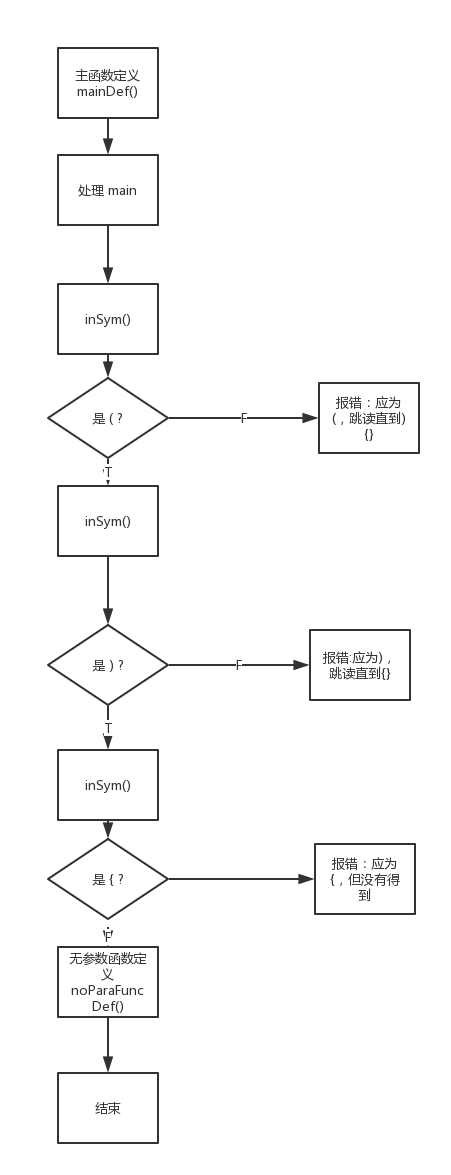 主函数定义
mainDef()
处理 main
inSym()
是 ( ?
F
报错：应为
(，跳读直到)
{}
T
inSym()
是 ) ?
F
报错:应为)，
跳读直到{}
T
inSym()
是 { ?
报错：应为
{，但没有得
到
F
无参数函数定
义
noParaFunc
Def()
结束